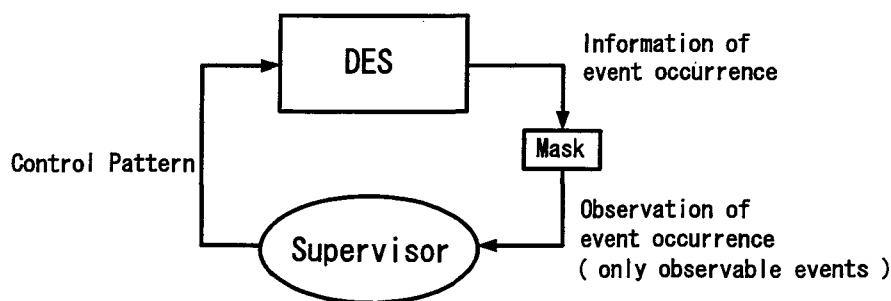 DES
Information of
event occurrence
Mask
Control Pattern
Supervisor
Observation of
event occurrence
( only observable events )